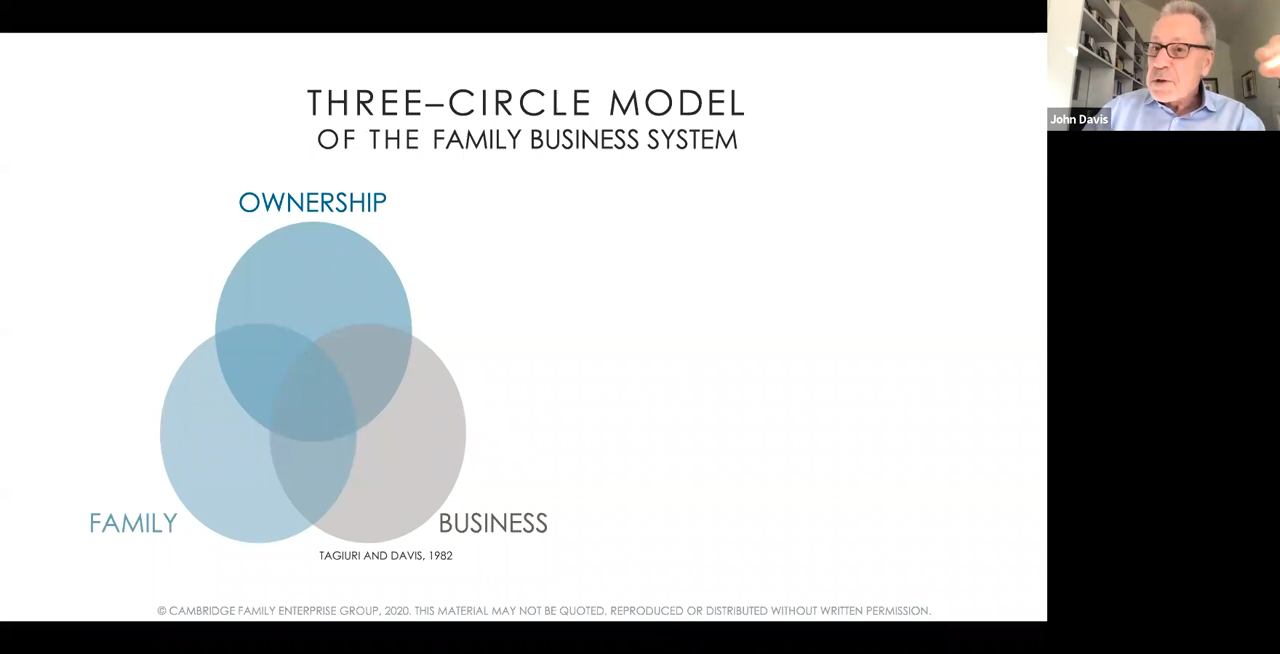 THREE–CIRCLE MODEL
OF THE FAMILY BUSINESS SYSTEM
OWNERSHIP
FAMILY
BUSINESS
TAGIURI AND DAVIS, 1982
© CAMBRIDGE FAMILY ENTERPRISE GROUP, 2020. THIS MATERIAL MAY NOT BE QUOTED, REPRODUCED OR DISTRIBUTED WITHOUT WRITTEN PERMISSION.
John Davis